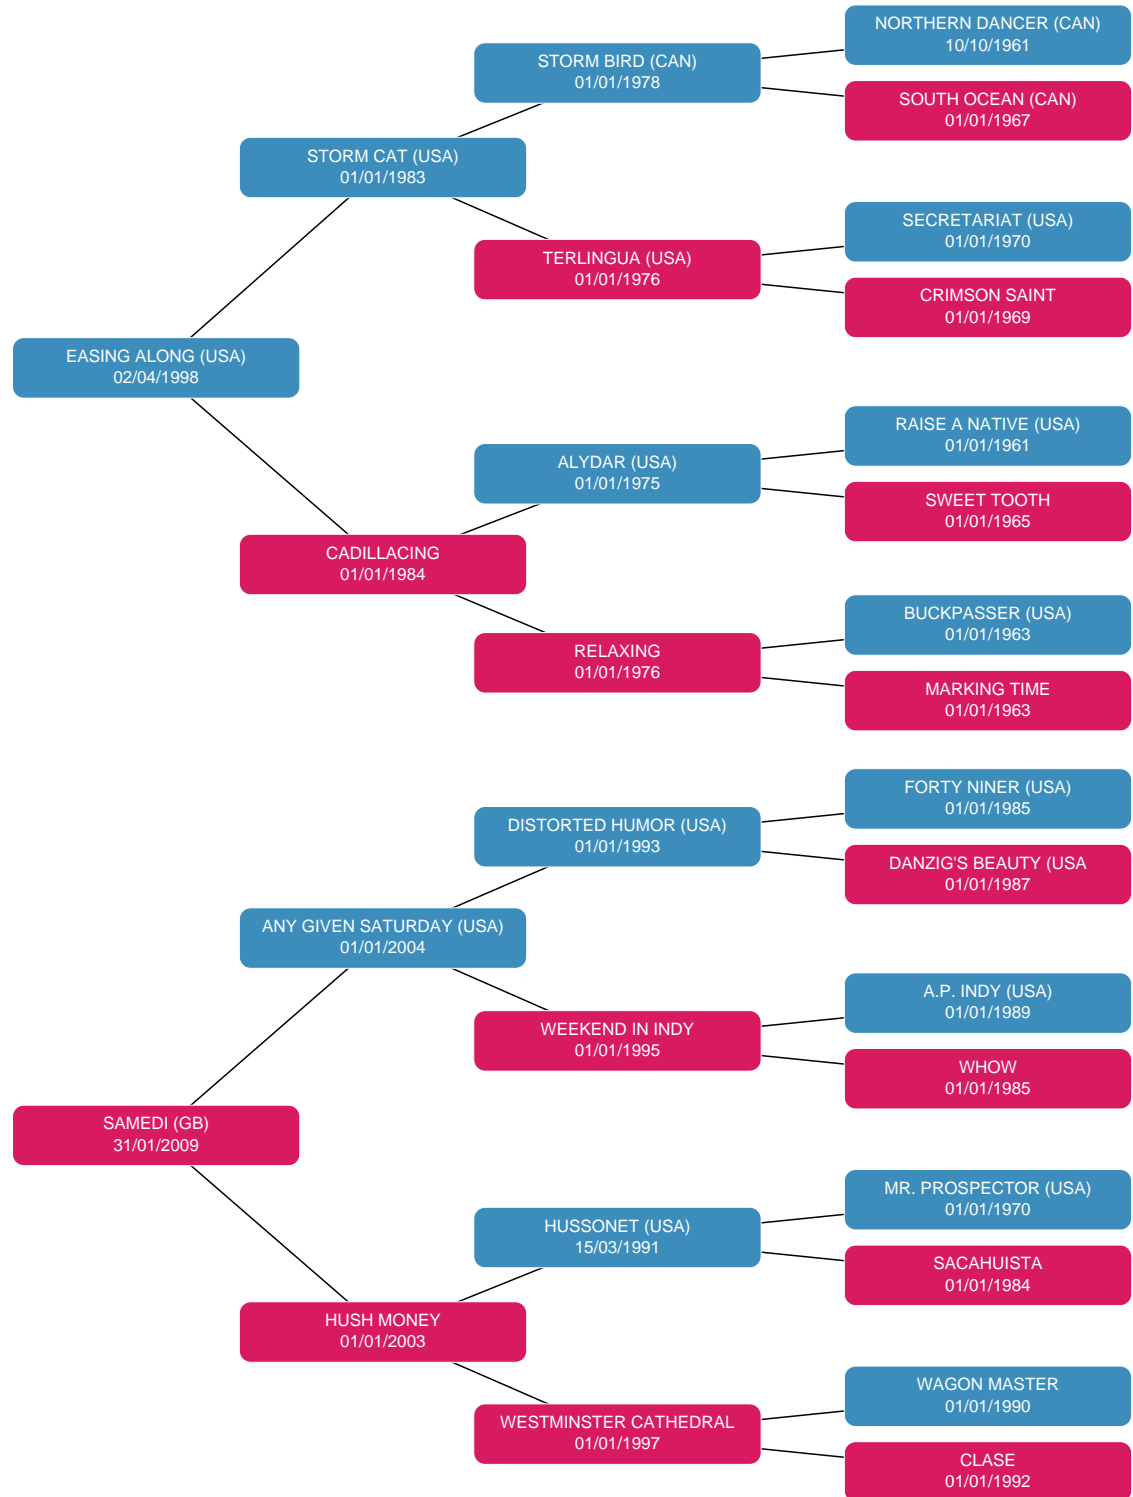 NORTHERN DANCER (CAN)
10/10/1961
STORM BIRD (CAN)
01/01/1978
SOUTH OCEAN (CAN)
01/01/1967
STORM CAT (USA)
01/01/1983
SECRETARIAT (USA)
01/01/1970
TERLINGUA (USA)
01/01/1976
CRIMSON SAINT
01/01/1969
EASING ALONG (USA)
02/04/1998
RAISE A NATIVE (USA)
01/01/1961
ALYDAR (USA)
01/01/1975
SWEET TOOTH
01/01/1965
CADILLACING
01/01/1984
BUCKPASSER (USA)
01/01/1963
RELAXING
01/01/1976
MARKING TIME
01/01/1963
FORTY NINER (USA)
01/01/1985
DISTORTED HUMOR (USA)
01/01/1993
DANZIG'S BEAUTY (USA
01/01/1987
ANY GIVEN SATURDAY (USA)
01/01/2004
A.P. INDY (USA)
01/01/1989
WEEKEND IN INDY
01/01/1995
WHOW
01/01/1985
SAMEDI (GB)
31/01/2009
MR. PROSPECTOR (USA)
01/01/1970
HUSSONET (USA)
15/03/1991
SACAHUISTA
01/01/1984
HUSH MONEY
01/01/2003
WAGON MASTER
01/01/1990
WESTMINSTER CATHEDRAL
01/01/1997
CLASE
01/01/1992